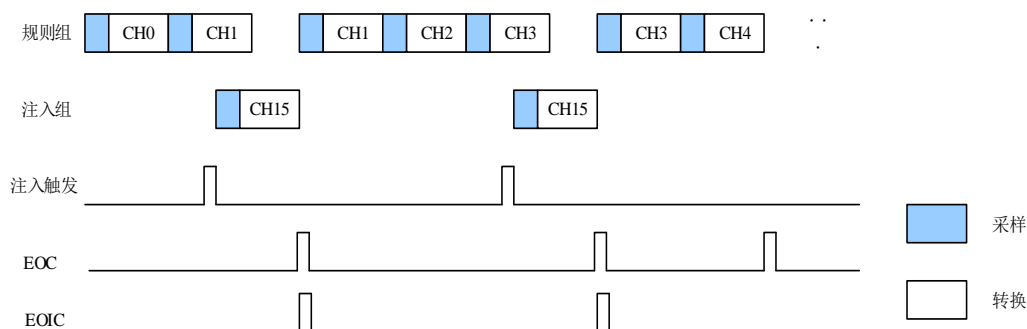 规则组 CH0 CH1 CH1 CH2 CH3 CH3 CH4 . . .
注入组 CH15 CH15
注入触发
采样
EOC
转换
EOIC